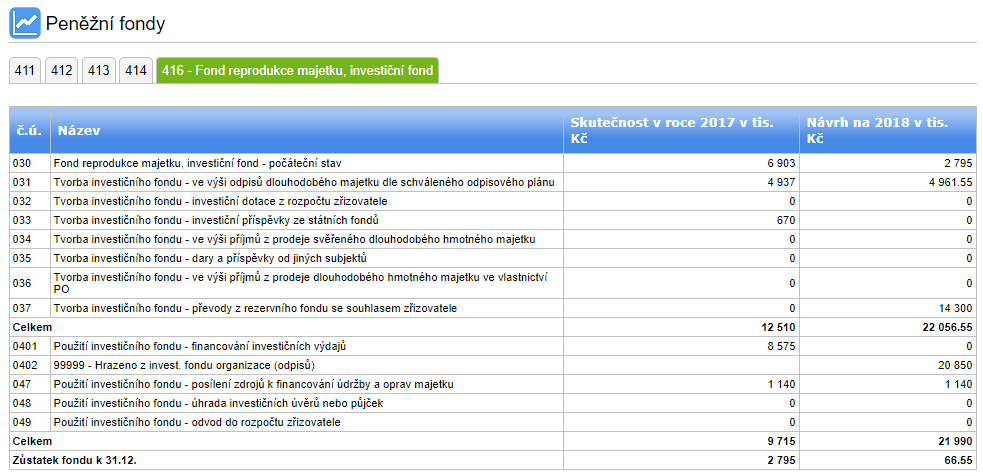 Peněžní fondy
411 412 413 414 416 - Fond reprodukce majetku, investiční fond
č.ú. Název Skutečnost v roce 2017 v tis. Kč Návrh na 2018 v tis. Kč
030 Fond reprodukce majetku, investiční fond - počáteční stav 6 903 2 795
031 Tvorba investičního fondu - ve výši odpisů dlouhodobého majetku dle schváleného odpisového plánu 4 937 4 961.55
032 Tvorba investičního fondu - investiční dotace z rozpočtu zřizovatele 0 0
033 Tvorba investičního fondu - investiční příspěvky ze státních fondů 670 0
034 Tvorba investičního fondu - ve výši příjmů z prodeje svěřeného dlouhodobého hmotného majetku 0 0
035 Tvorba investičního fondu - dary a příspěvky od jiných subjektů 0 0
036 Tvorba investičního fondu - ve výši příjmů z prodeje dlouhodobého hmotného majetku ve vlastnictví PO 0 0
037 Tvorba investičního fondu - převody z rezervního fondu se souhlasem zřizovatele 0 14 300
Celkem 12 510 22 056.55
0401 Použití investičního fondu - financování investičních výdajů 8 575
0402 99999 - Hrazeno z invest. fondu organizace (odpisů) 20 850
047 Použití investičního fondu - posílení zdrojů k financování údržby a oprav majetku 1 140 1 140
048 Použití investičního fondu - úhrada investičních úvěrů nebo půjček 0 0
049 Použití investičního fondu - odvod do rozpočtu zřizovatele 0 0
Celkem 9 715 21 990
Zůstatek fondu k 31.12. 2 795 66.55